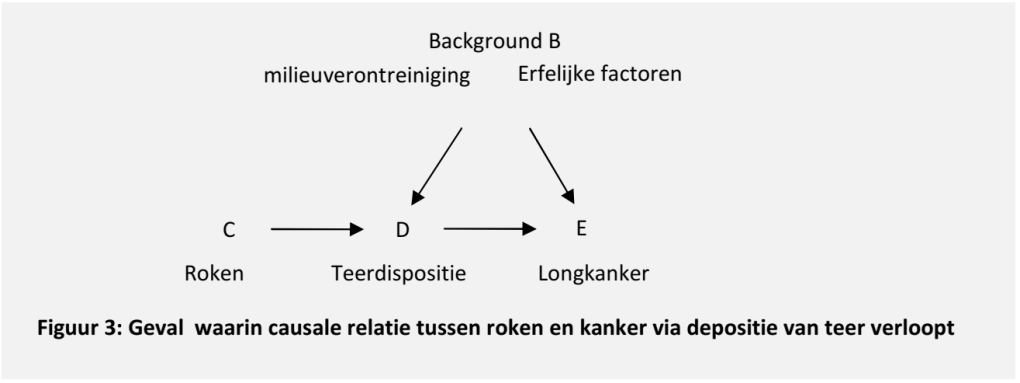 Background B
milieuverontreiniging Erfelijke factoren
C D E
Roken Teerdispositie Longkanker
Figuur 3: Geval waarin causale relatie tussen roken en kanker via depositie van teer verloopt